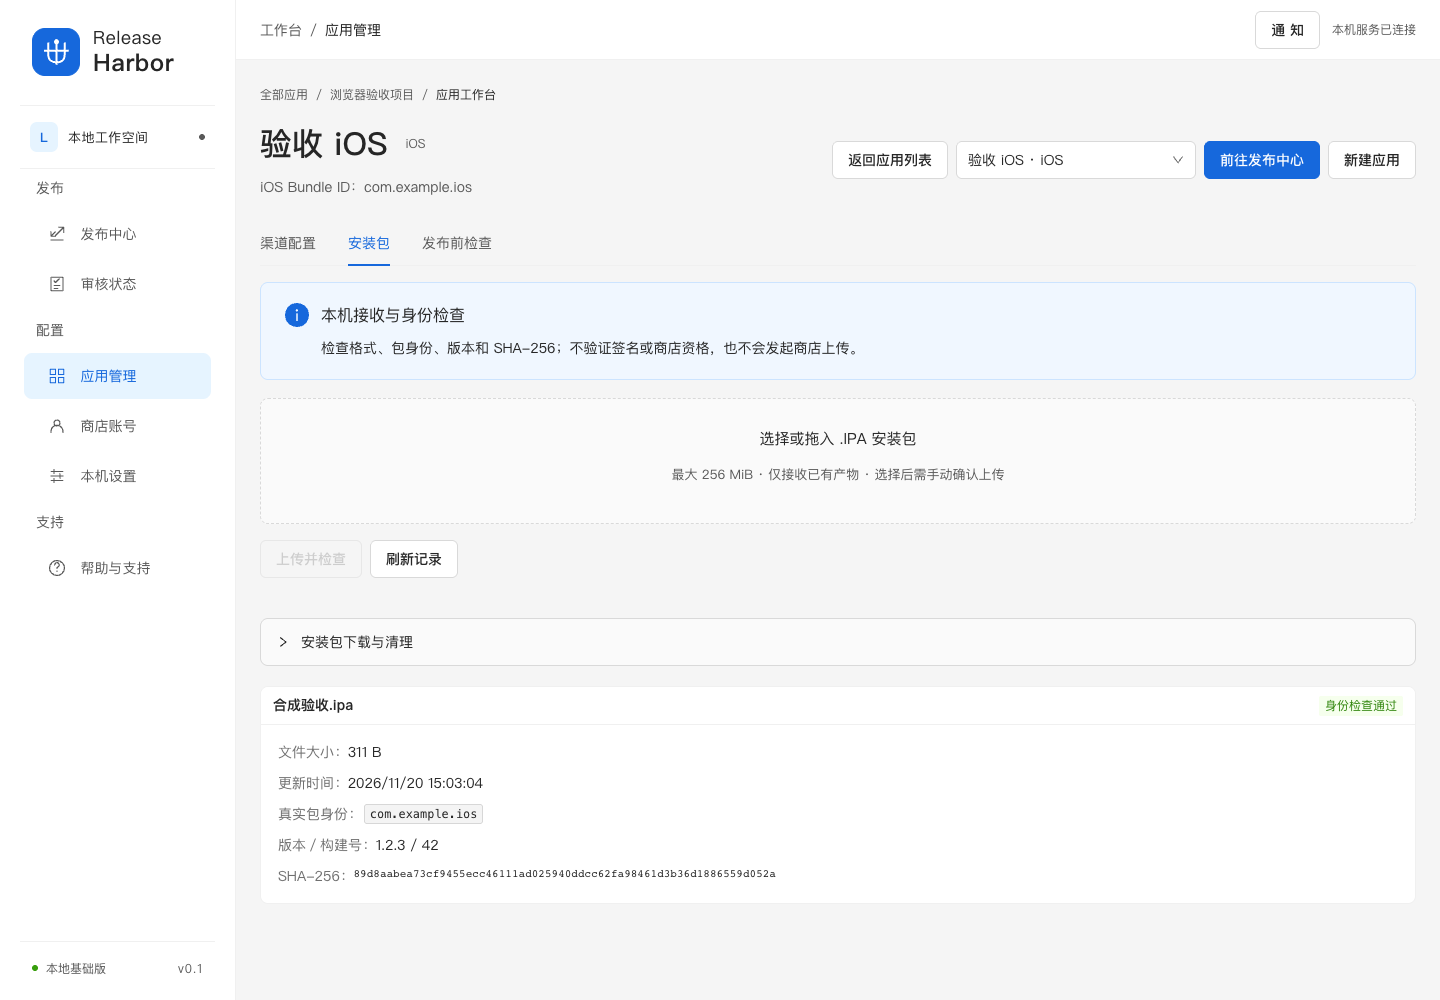 Release
Harbor
L 本地工作空间
发布
发布中心
审核状态
配置
应用管理
商店账号
本机设置
支持
帮助与支持
本地基础版 v0.1
工作台 / 应用管理
通 知 本机服务已连接
全部应用 / 浏览器验收项目 / 应用工作台
验收 iOS iOS
iOS Bundle ID：com.example.ios
返回应用列表 验收 iOS · iOS 前往发布中心 新建应用
渠道配置 安装包 发布前检查
本机接收与身份检查
检查格式、包身份、版本和 SHA-256；不验证签名或商店资格，也不会发起商店上传。
选择或拖入 .IPA 安装包
最大 256 MiB · 仅接收已有产物 · 选择后需手动确认上传
上传并检查 刷新记录
安装包下载与清理
合成验收.ipa 身份检查通过
文件大小：311 B
更新时间：2026/11/20 15:03:04
真实包身份：com.example.ios
版本 / 构建号：1.2.3 / 42
SHA-256：89d8aabea73cf9455ecc46111ad025940ddcc62fa98461d3b36d1886559d052a